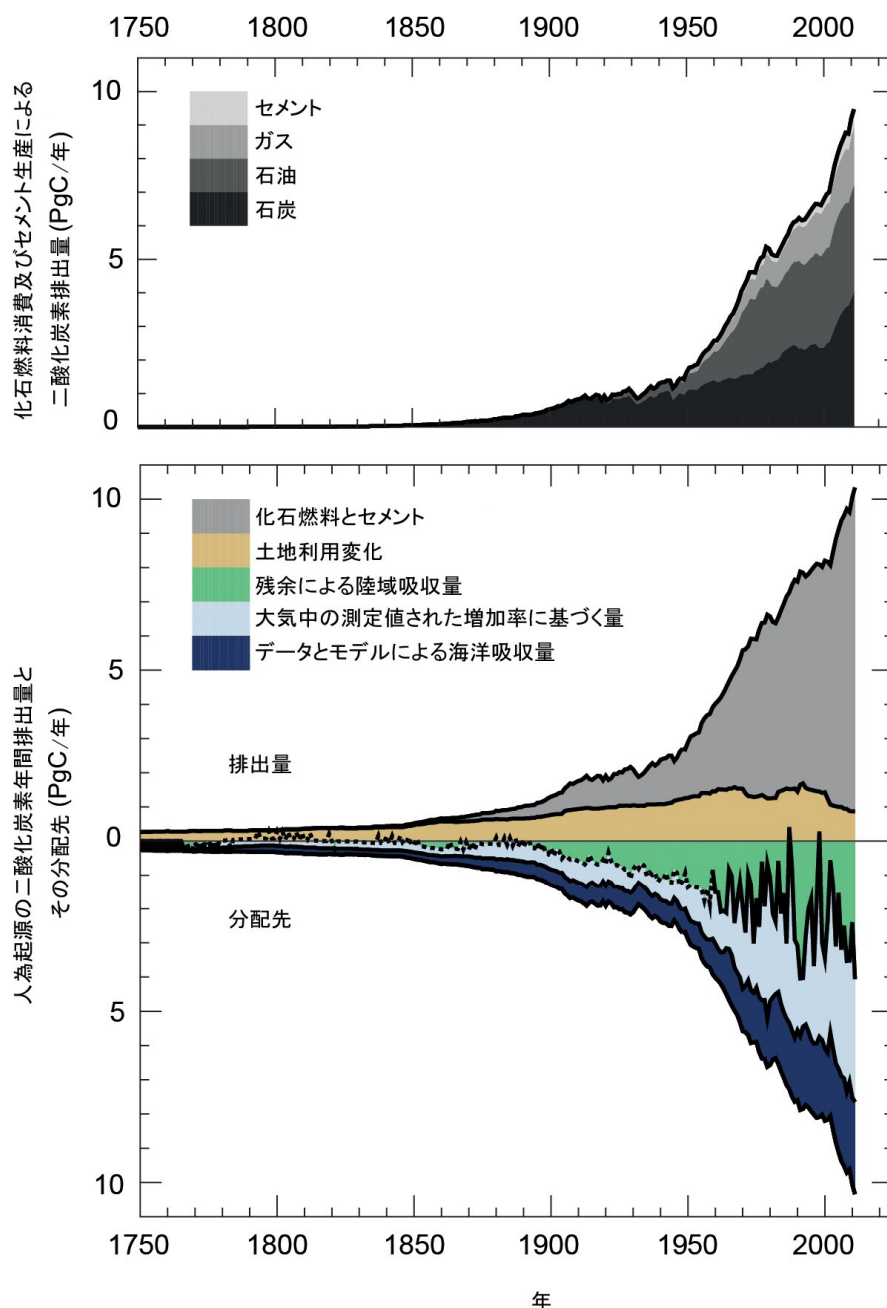 1750 1800 1850 1900 1950 2000
化石燃料消費及びセメント生産による
二酸化炭素排出量 (PgC/年)
10
5
0
セメント
ガス
石油
石炭
人為起源の二酸化炭素年間排出量と
その分配先 (PgC/年)
10
5
0
5
10
化石燃料とセメント
土地利用変化
残余による陸域吸収量
大気中の測定値された増加率に基づく量
データとモデルによる海洋吸収量
排出量
分配先
1750 1800 1850 1900 1950 2000
年